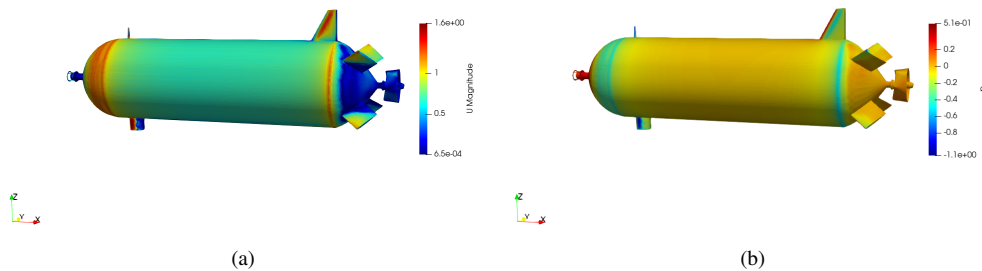 1.6e+00
1
0.5
6.5e-04
U Magnitude
Z
Y
X
(a)
5.1e-01
0.2
0
-0.2
-0.4
-0.6
-0.8
-1.1e+00
Z
Y
X
(b)